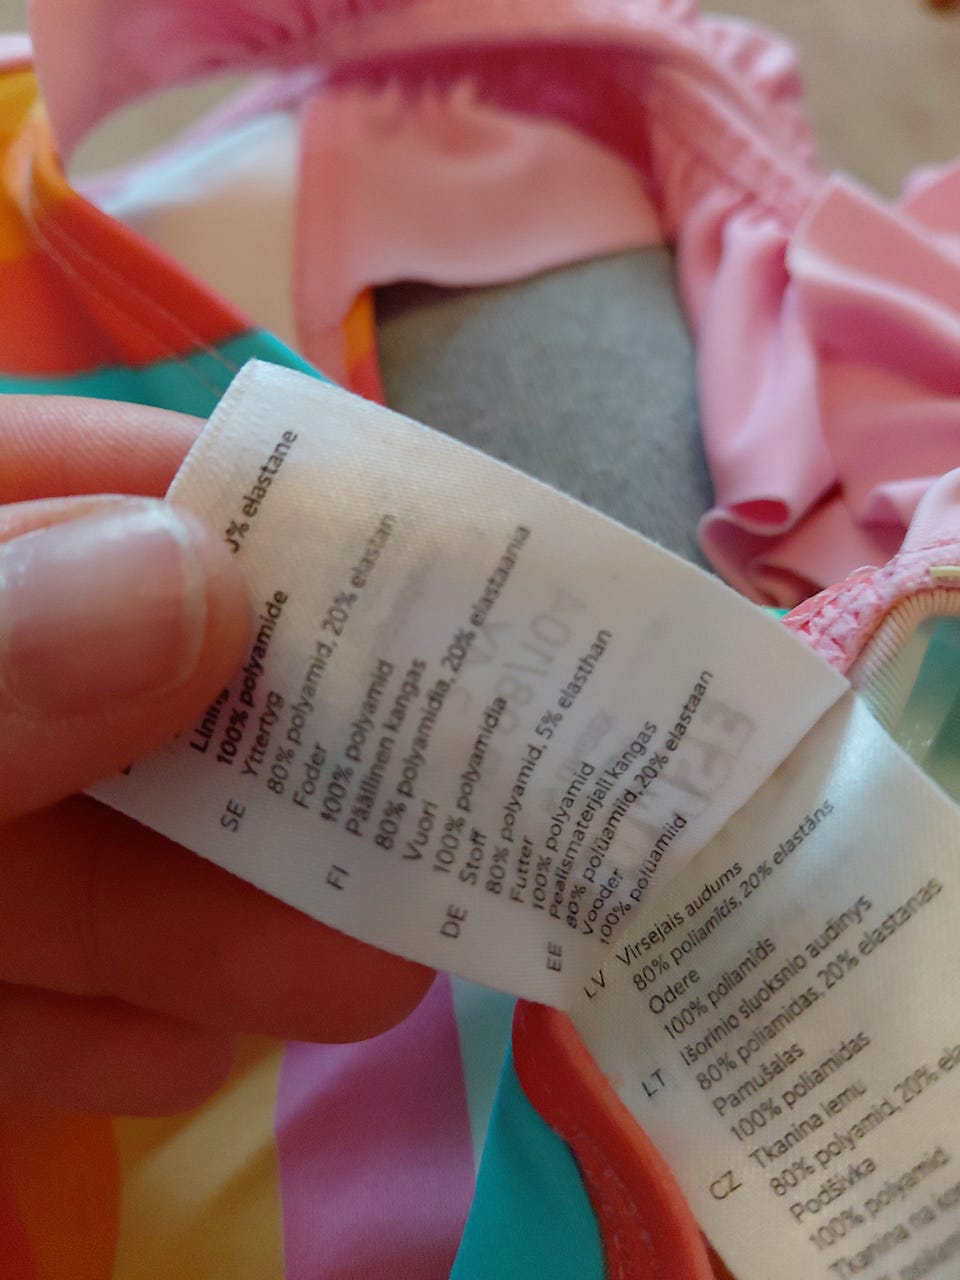 % elastane
Lining
100% polyamide
SE Yttertyg
80% polyamid, 20% elastan
Foder
100% polyamid
FI Päällinen kangas
80% polyamidia, 20% elastaania
Vuori
100% polyamidia
DE Stoff
80% polyamid, 5% elasthan
Futter
100% polyamid
EE Pealismaterjali kangas
80% polüamiid, 20% elastaan
Vooder
100% polüamiid
LV Virsējais audums
80% poliamīds, 20% elastāns
Odere
100% poliamīds
LT Išorinio sluoksnio audinys
80% poliamidas, 20% elastanas
Pamušalas
100% poliamidas
CZ Tkanina lemu
80% polyamid, 20% ela
Podšívka
100% polyamid
Tkanina na